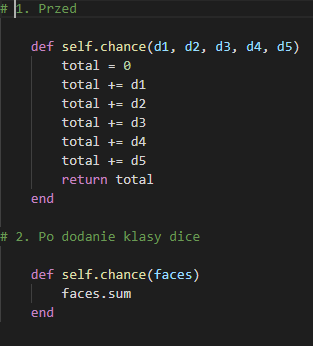 # 1. Przed
def self.chance(d1, d2, d3, d4, d5)
total = 0
total += d1
total += d2
total += d3
total += d4
total += d5
return total
end
# 2. Po dodanie klasy dice
def self.chance(faces)
faces.sum
end